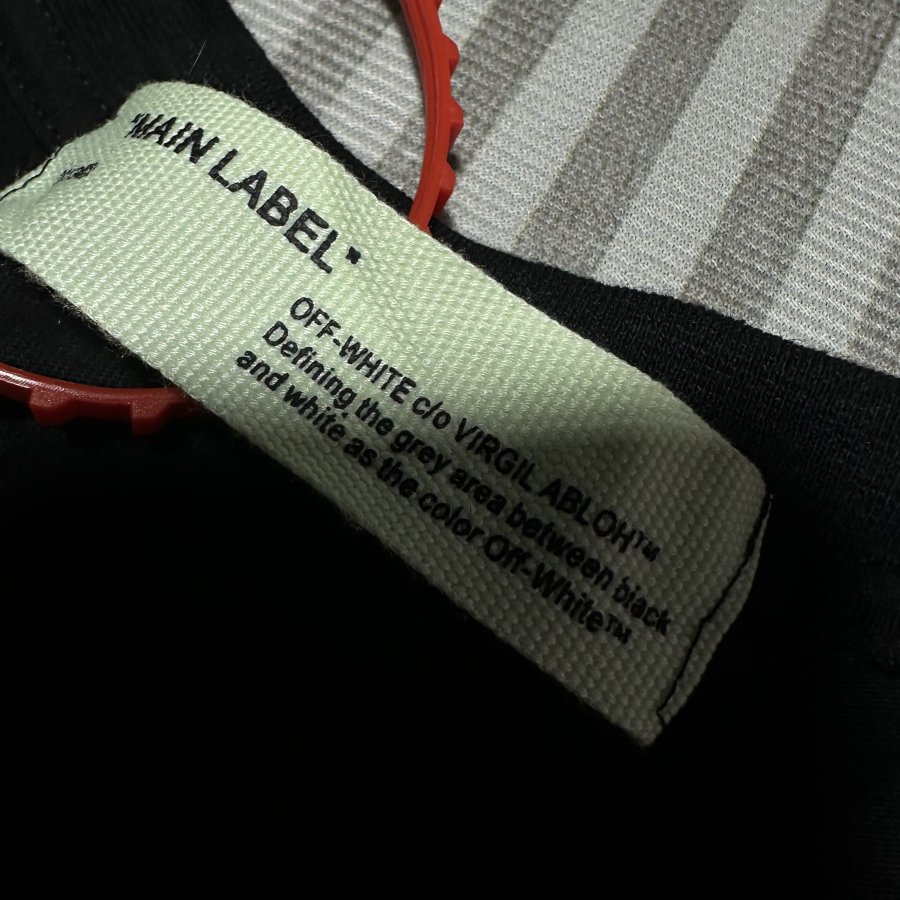 "MAIN LABEL"
OFF-WHITE c/o VIRGIL ABLOH™
Defining the grey area between black
and white as the color Off-White™